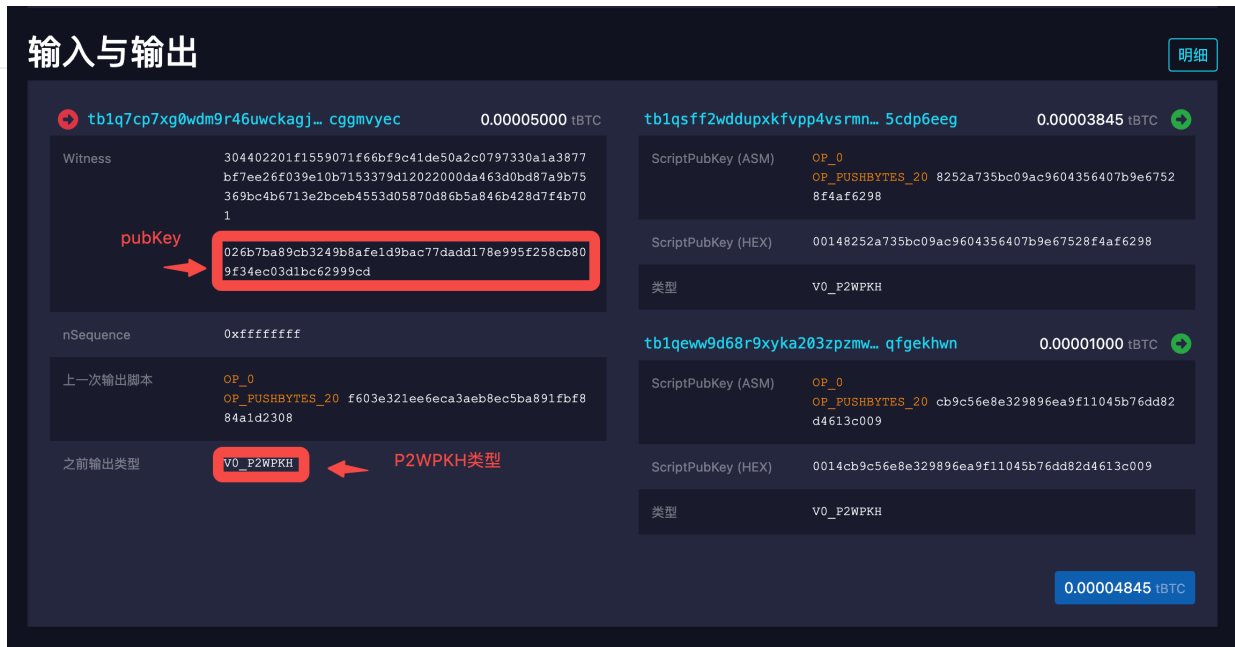 输入与输出
明细
tb1q7cp7xg0wdm9r46uwckagj… cggmvyec 0.00005000 tBTC
Witness
304402201f1559071f66bf9c41de50a2c0797330a1a3877
bf7ee26f039e10b7153379d12022000da463d0bd87a9b75
369bc4b6713e2bceb4553d05870d86b5a846b428d7f4b70
1
pubKey
026b7ba89cb3249b8afe1d9bac77dadd178e995f258cb80
9f34ec03d1bc62999cd
nSequence 0xffffffff
上一次输出脚本
OP_0
OP_PUSHBYTES_20 f603e321ee6eca3aeb8ec5ba891fbf8
84a1d2308
之前输出类型 V0_P2WPKH
P2WPKH类型
tb1qsff2wddupxkfvpp4vsrmn… 5cdp6eeg 0.00003845 tBTC
ScriptPubKey (ASM)
OP_0
OP_PUSHBYTES_20 8252a735bc09ac9604356407b9e6752
8f4af6298
ScriptPubKey (HEX) 00148252a735bc09ac9604356407b9e67528f4af6298
类型 V0_P2WPKH
tb1qeww9d68r9xyka203zpzmw… qfgekhwn 0.00001000 tBTC
ScriptPubKey (ASM)
OP_0
OP_PUSHBYTES_20 cb9c56e8e329896ea9f11045b76dd82
d4613c009
ScriptPubKey (HEX) 0014cb9c56e8e329896ea9f11045b76dd82d4613c009
类型 V0_P2WPKH
0.00004845 tBTC